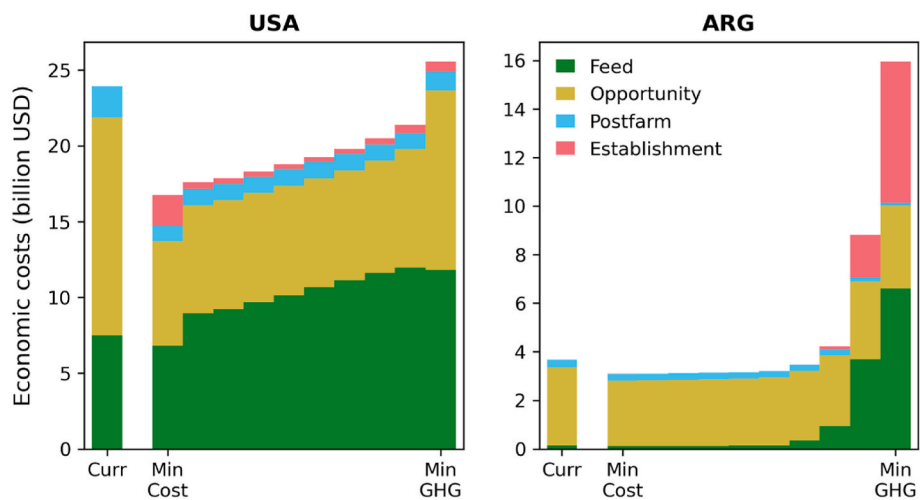 USA
ARG
Economic costs (billion USD)
25
20
15
10
5
0
16
14
12
10
8
6
4
2
0
Feed
Opportunity
Postfarm
Establishment
Curr
Min
Cost
Min
GHG
Curr
Min
Cost
Min
GHG